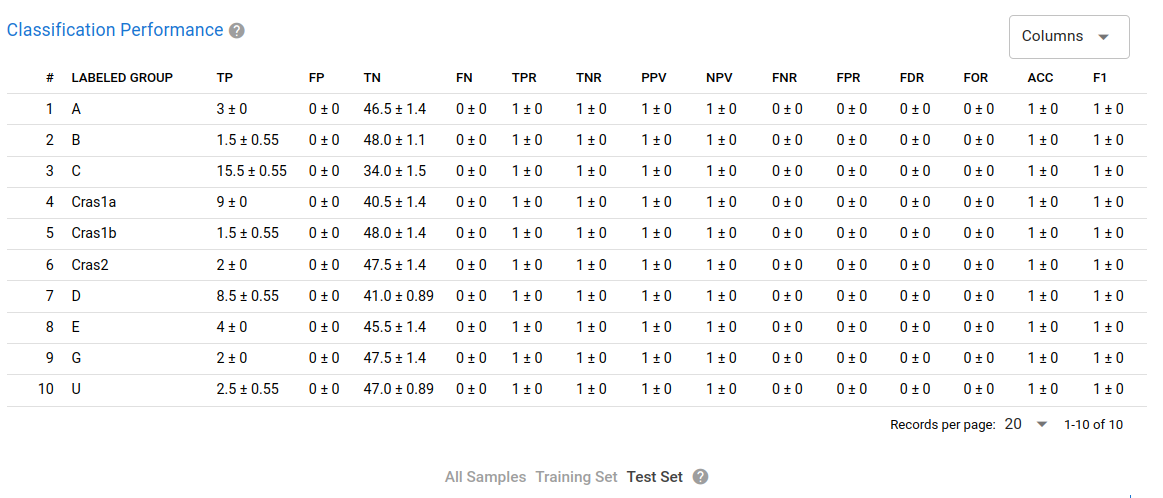 Classification Performance ?
Columns
# LABELED GROUP TP FP TN FN TPR TNR PPV NPV FNR FPR FDR FOR ACC F1
1 A 3 ± 0 0 ± 0 46.5 ± 1.4 0 ± 0 1 ± 0 1 ± 0 1 ± 0 1 ± 0 0 ± 0 0 ± 0 0 ± 0 0 ± 0 1 ± 0 1 ± 0
2 B 1.5 ± 0.55 0 ± 0 48.0 ± 1.1 0 ± 0 1 ± 0 1 ± 0 1 ± 0 1 ± 0 0 ± 0 0 ± 0 0 ± 0 0 ± 0 1 ± 0 1 ± 0
3 C 15.5 ± 0.55 0 ± 0 34.0 ± 1.5 0 ± 0 1 ± 0 1 ± 0 1 ± 0 1 ± 0 0 ± 0 0 ± 0 0 ± 0 0 ± 0 1 ± 0 1 ± 0
4 Cras1a 9 ± 0 0 ± 0 40.5 ± 1.4 0 ± 0 1 ± 0 1 ± 0 1 ± 0 1 ± 0 0 ± 0 0 ± 0 0 ± 0 0 ± 0 1 ± 0 1 ± 0
5 Cras1b 1.5 ± 0.55 0 ± 0 48.0 ± 1.4 0 ± 0 1 ± 0 1 ± 0 1 ± 0 1 ± 0 0 ± 0 0 ± 0 0 ± 0 0 ± 0 1 ± 0 1 ± 0
6 Cras2 2 ± 0 0 ± 0 47.5 ± 1.4 0 ± 0 1 ± 0 1 ± 0 1 ± 0 1 ± 0 0 ± 0 0 ± 0 0 ± 0 0 ± 0 1 ± 0 1 ± 0
7 D 8.5 ± 0.55 0 ± 0 41.0 ± 0.89 0 ± 0 1 ± 0 1 ± 0 1 ± 0 1 ± 0 0 ± 0 0 ± 0 0 ± 0 0 ± 0 1 ± 0 1 ± 0
8 E 4 ± 0 0 ± 0 45.5 ± 1.4 0 ± 0 1 ± 0 1 ± 0 1 ± 0 1 ± 0 0 ± 0 0 ± 0 0 ± 0 0 ± 0 1 ± 0 1 ± 0
9 G 2 ± 0 0 ± 0 47.5 ± 1.4 0 ± 0 1 ± 0 1 ± 0 1 ± 0 1 ± 0 0 ± 0 0 ± 0 0 ± 0 0 ± 0 1 ± 0 1 ± 0
10 U 2.5 ± 0.55 0 ± 0 47.0 ± 0.89 0 ± 0 1 ± 0 1 ± 0 1 ± 0 1 ± 0 0 ± 0 0 ± 0 0 ± 0 0 ± 0 1 ± 0 1 ± 0
Records per page: 20 1-10 of 10
All Samples Training Set Test Set ?